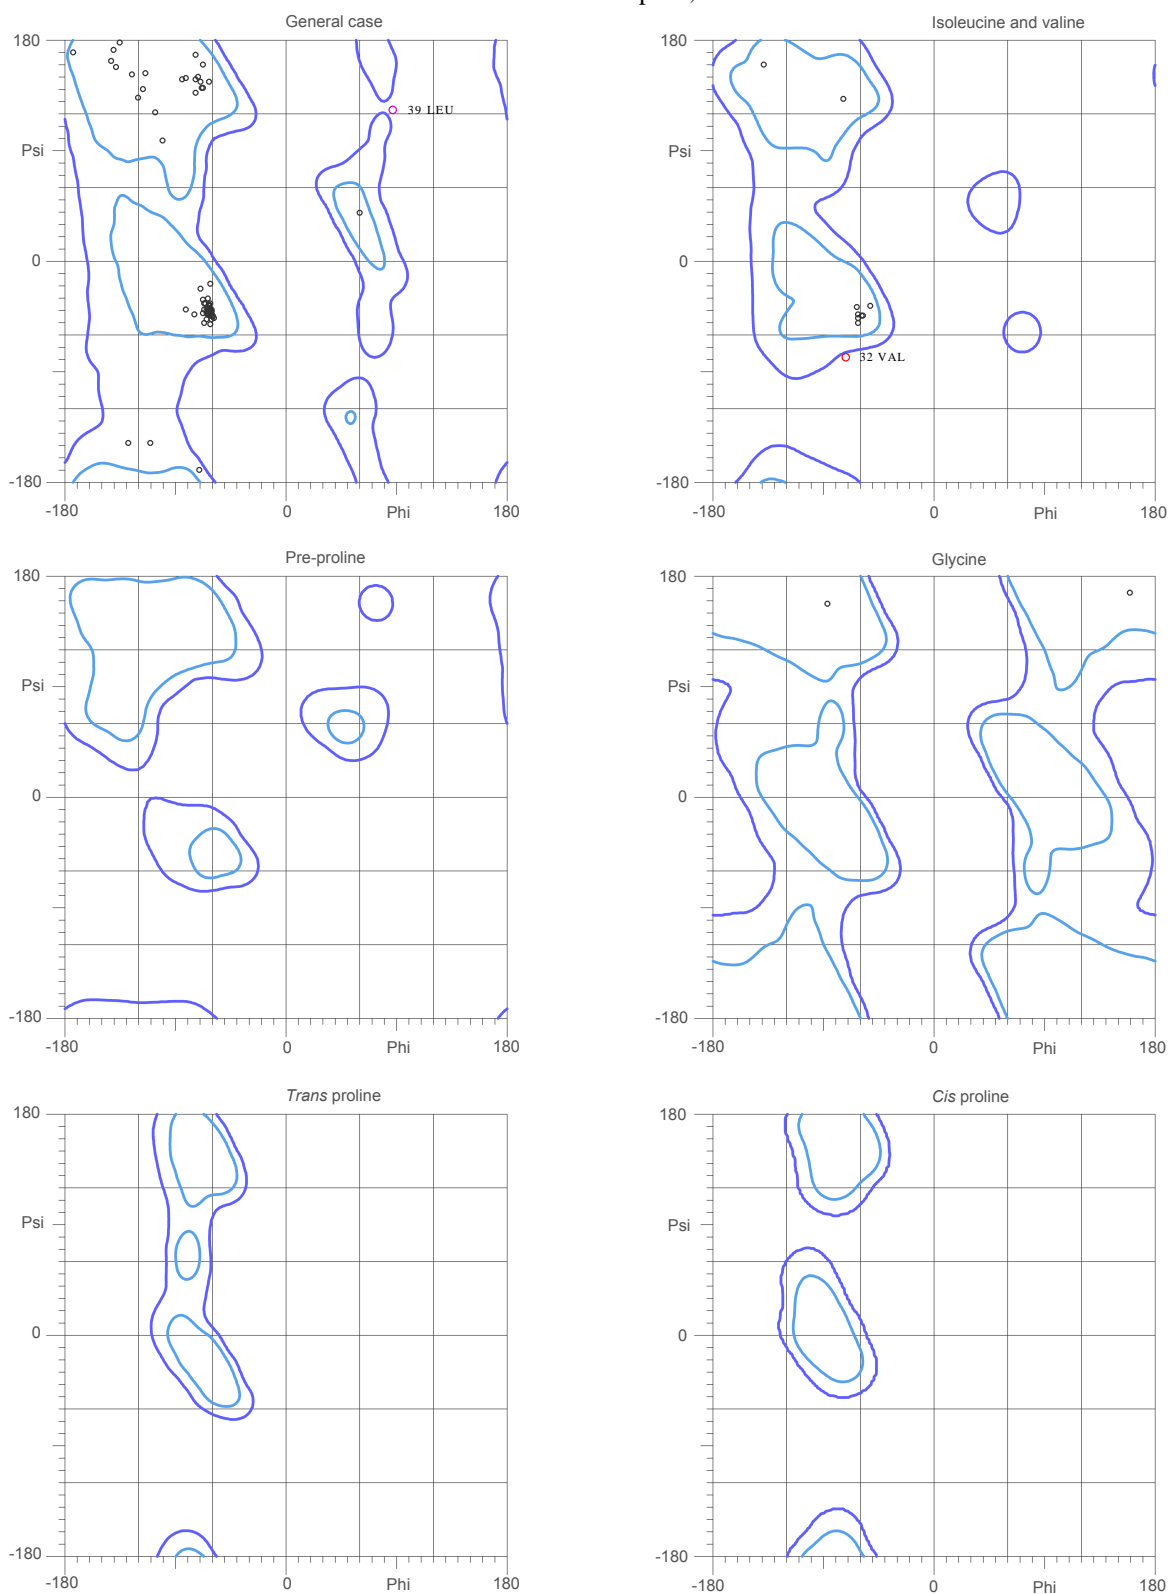 General case
180
Psi
0
-180
-180
0
Phi
180
39 LEU
Isoleucine and valine
180
Psi
0
-180
-180
0
Phi
180
32 VAL
Pre-proline
180
Psi
0
-180
-180
0
Phi
180
Glycine
180
Psi
0
-180
-180
0
Phi
180
Trans proline
180
Psi
0
-180
-180
0
Phi
180
Cis proline
180
Psi
0
-180
-180
0
Phi
180